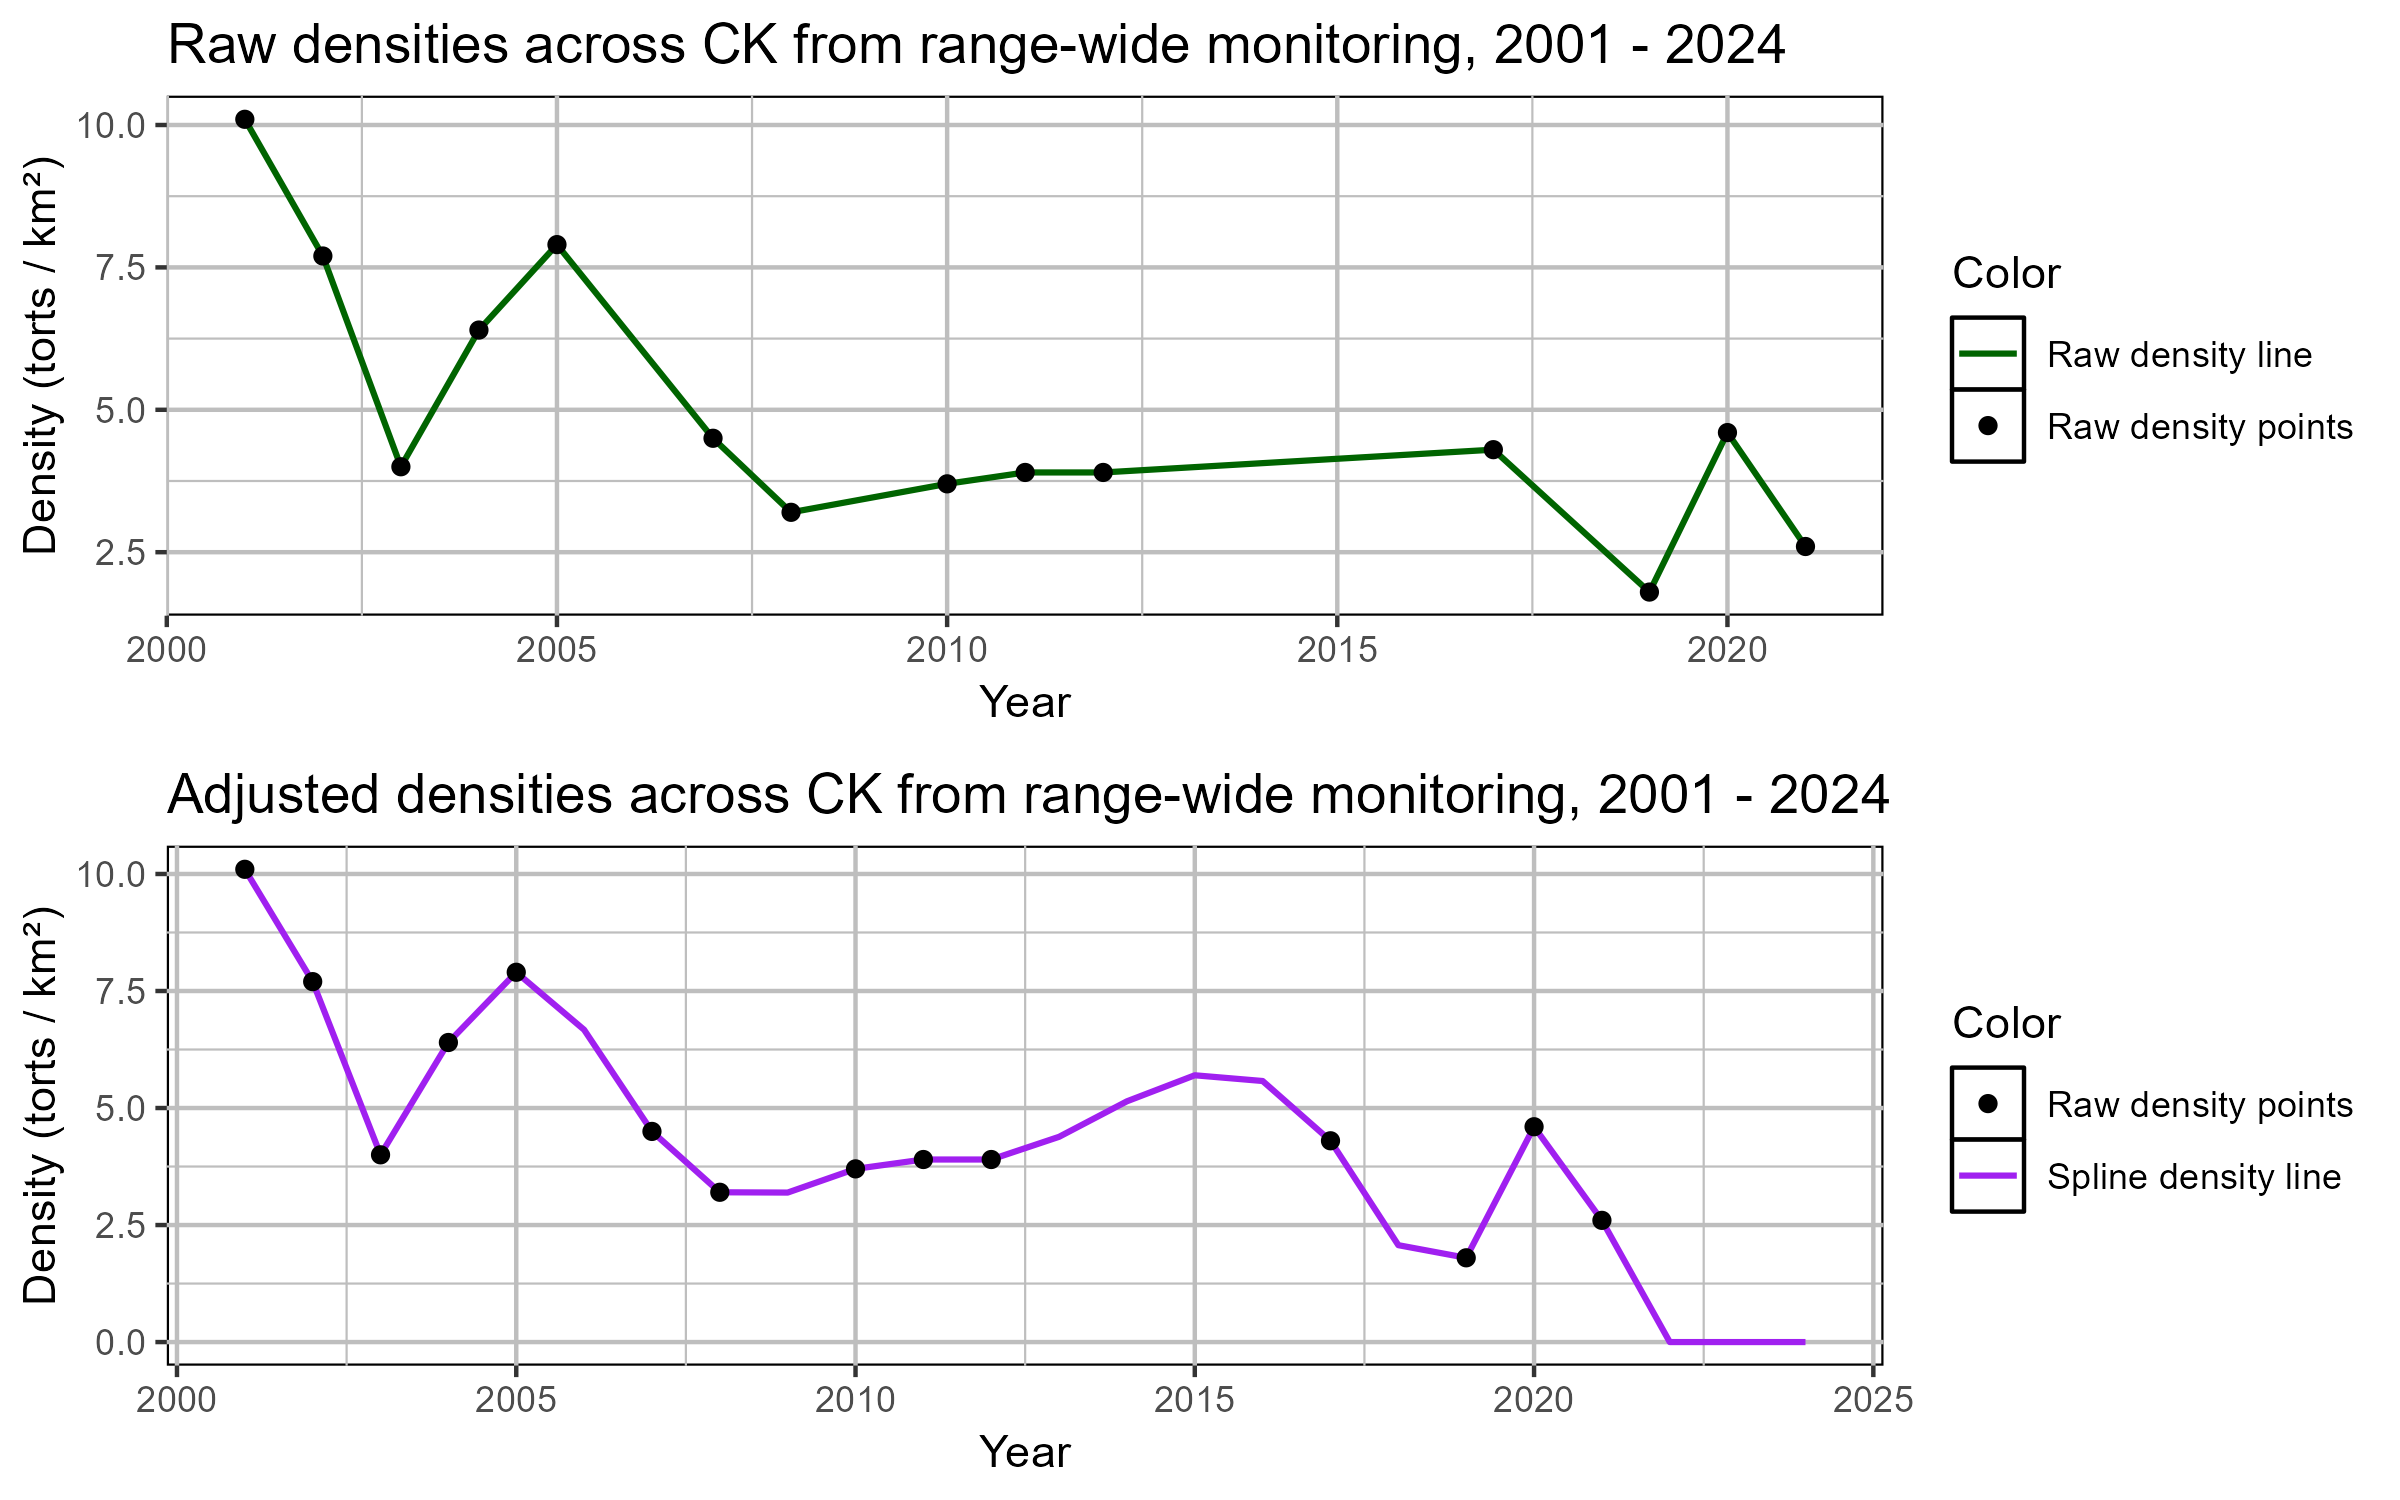 Raw densities across CK from range-wide monitoring, 2001 - 2024
Density (torts / km²)
10.0
7.5
5.0
2.5
2000 2005 2010 2015 2020
Year
Color
Raw density line
Raw density points
Adjusted densities across CK from range-wide monitoring, 2001 - 2024
Density (torts / km²)
10.0
7.5
5.0
2.5
0.0
2000 2005 2010 2015 2020 2025
Year
Color
Raw density points
Spline density line